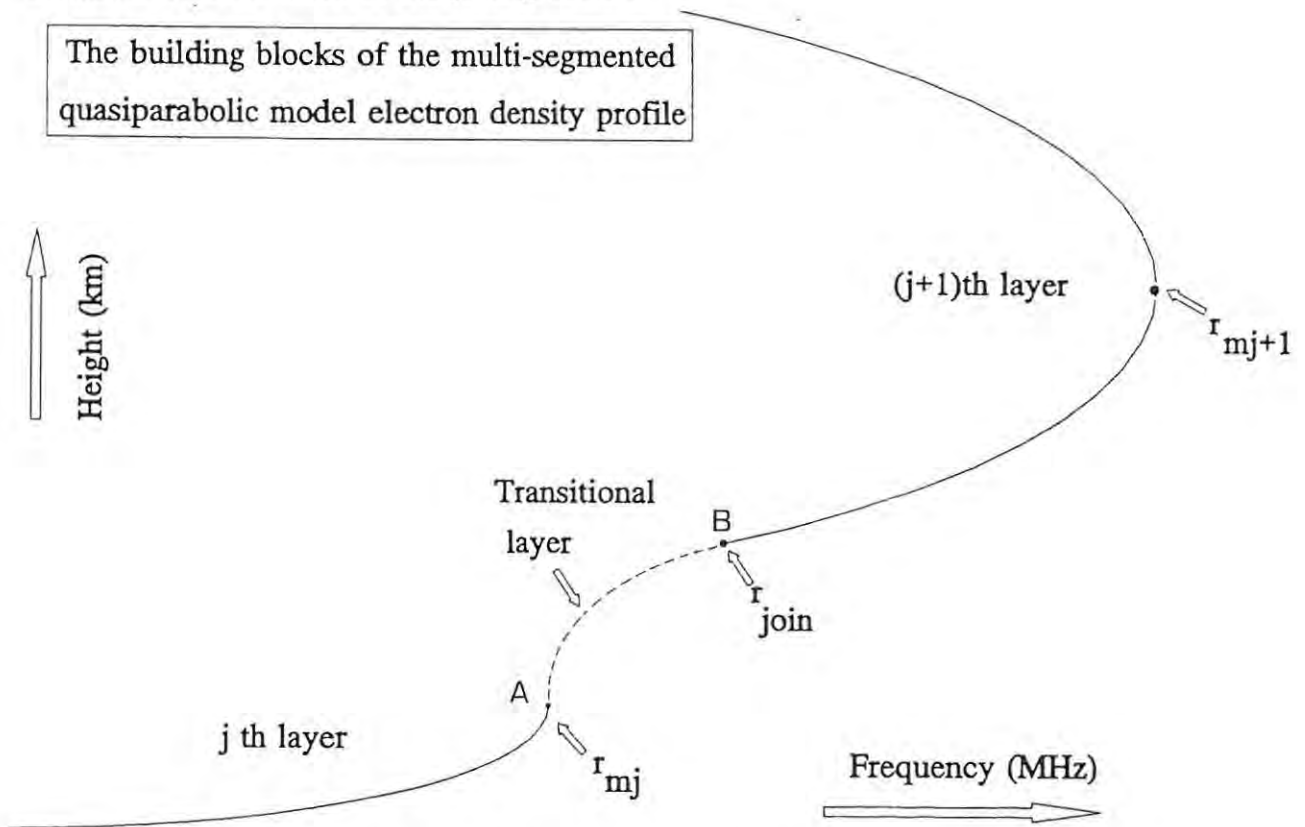 The building blocks of the multi-segmented
quasiparabolic model electron density profile
Height (km)
(j+1)th layer
r mj+1
Transitional
layer
B
r join
A
j th layer
r mj
Frequency (MHz)